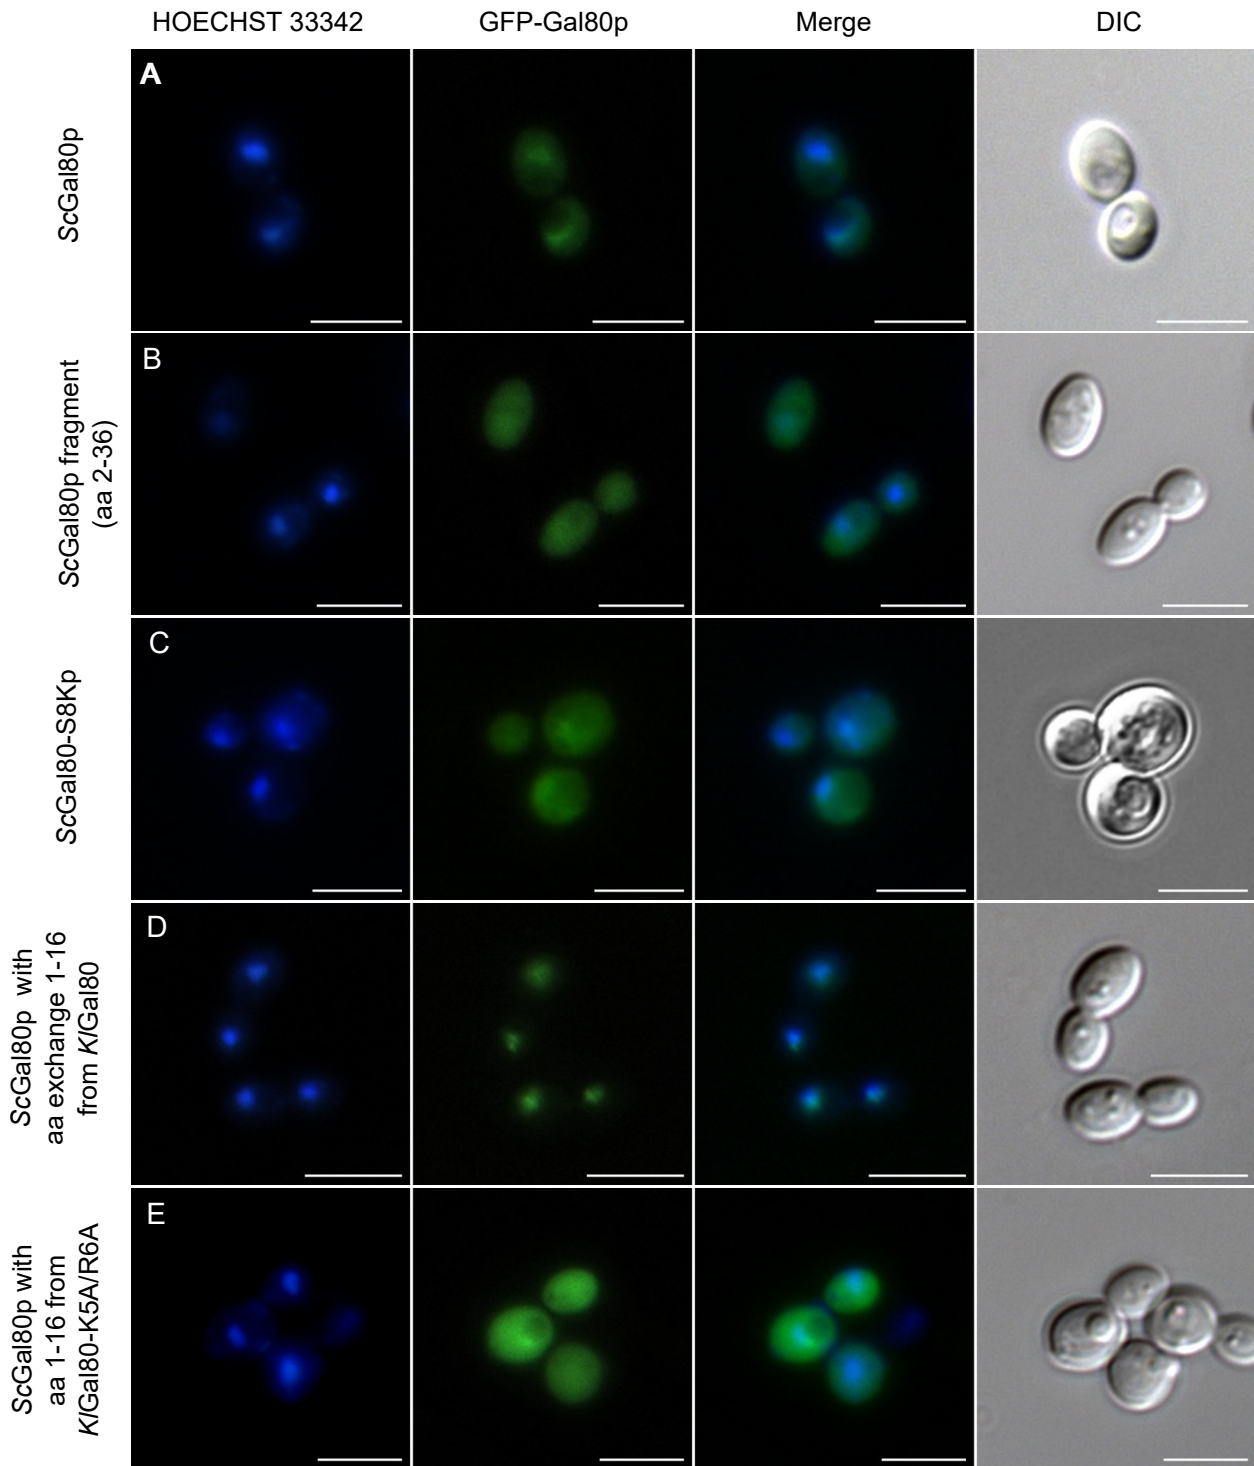 HOECHST 33342 GFP-Gal80p Merge DIC
A
ScGal80p
B
ScGal80p fragment
(aa 2-36)
C
ScGal80-S8Kp
D
ScGal80p with
aa exchange 1-16
from KlGal80
E
ScGal80p with
aa 1-16 from
KlGal80-K5A/R6A